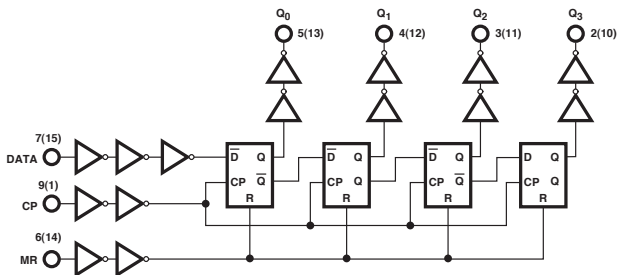 Q₀ Q₁ Q₂ Q₃
5(13) 4(12) 3(11) 2(10)
7(15)
DATA
D̅ Q D̅ Q D̅ Q D Q
9(1)
CP
CP Q̅ CP Q CP Q̅ CP
R R R R
6(14)
MR